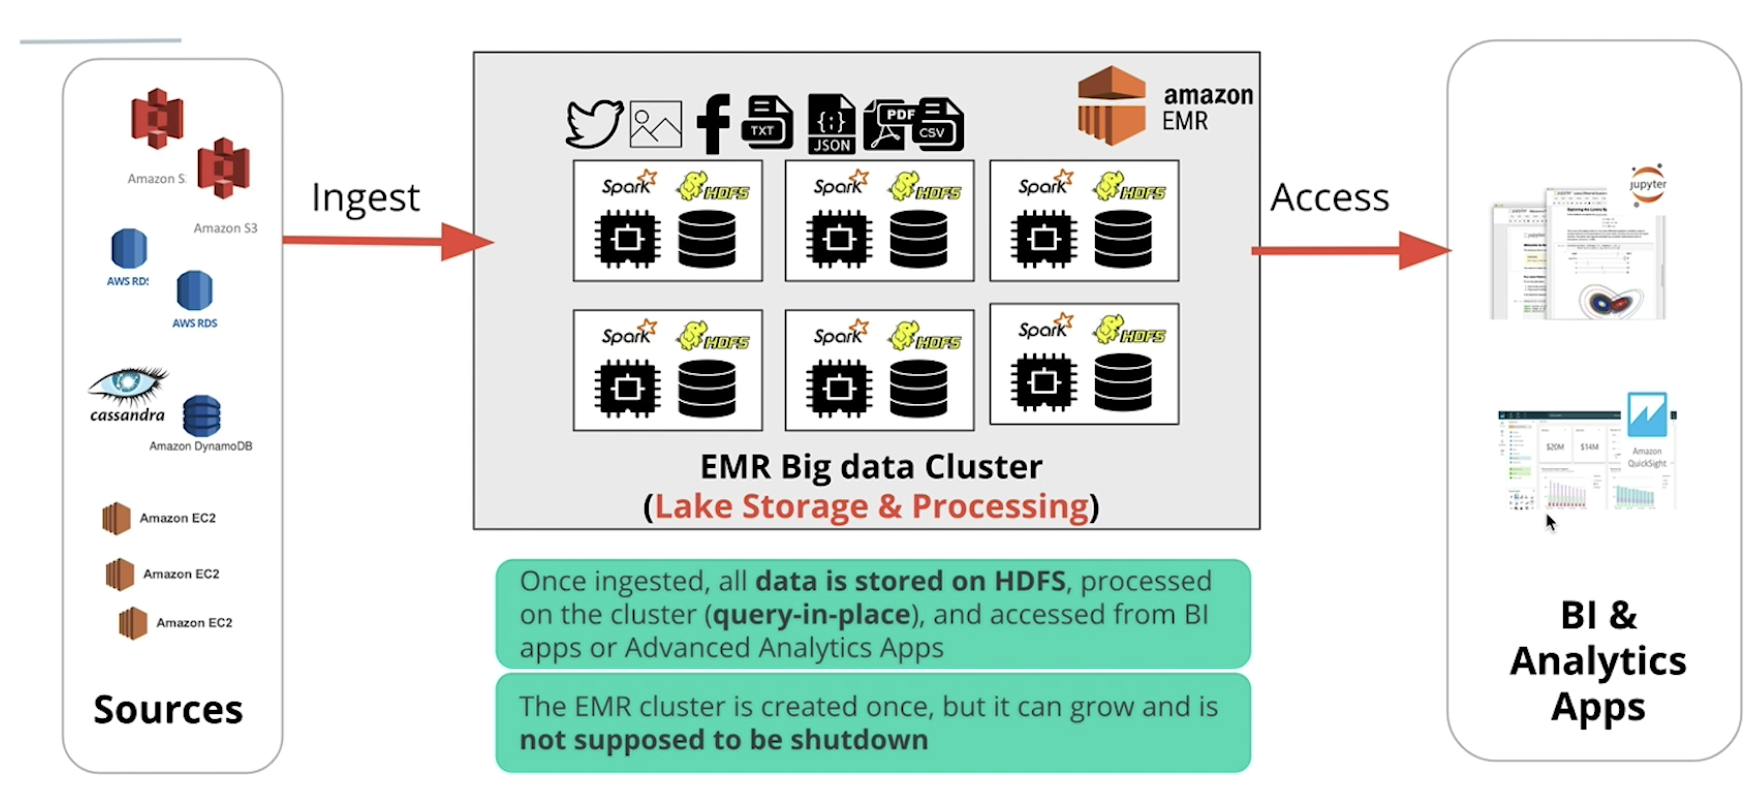 Amazon S
Amazon S3
AWS RDS
AWS RDS
cassandra
Amazon DynamoDB
Amazon EC2
Amazon EC2
Amazon EC2
Sources
Ingest
TXT
{;}
JSON
PDF
CSV
amazon
EMR
Spark HDFS
Spark HDFS
Spark HDFS
Spark HDFS
Spark HDFS
Spark HDFS
EMR Big data Cluster
(Lake Storage & Processing)
Once ingested, all data is stored on HDFS, processed
on the cluster (query-in-place), and accessed from BI
apps or Advanced Analytics Apps
The EMR cluster is created once, but it can grow and is
not supposed to be shutdown
Access
jupyter
$20M
$14M
Amazon
QuickSight
BI &
Analytics
Apps